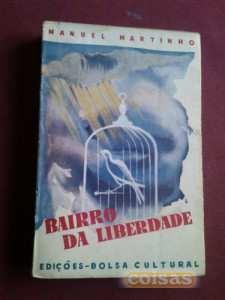 MANUEL MARTINHO
BAIRRO
DA LIBERDADE
EDIÇÕES-BOLSA CULTURAL
coisas